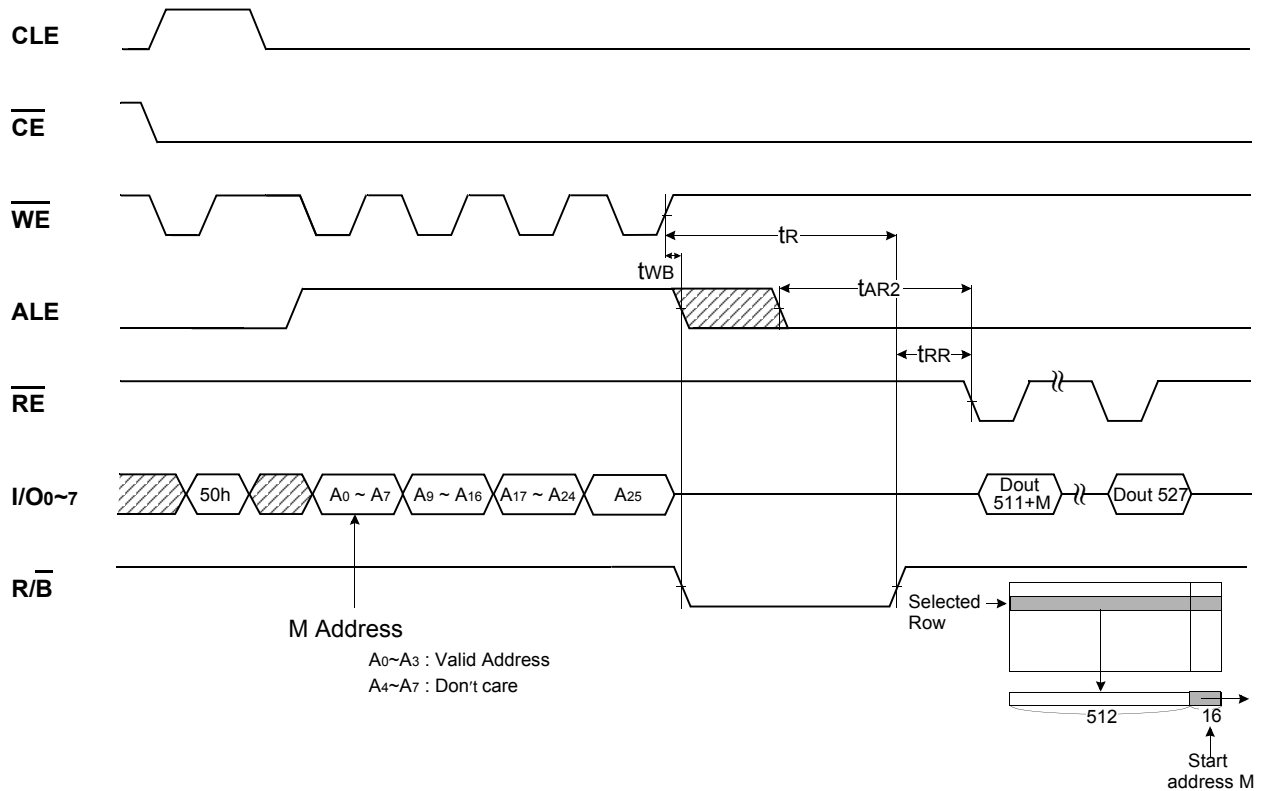 CLE
CE
WE
tR
tWB
ALE
tAR2
tRR
RE
I/O0~7
50h
A0 ~ A7
A9 ~ A16
A17 ~ A24
A25
Dout
511+M
Dout 527
R/B
M Address
A0~A3 : Valid Address
A4~A7 : Don't care
Selected
Row
512
16
Start
address M